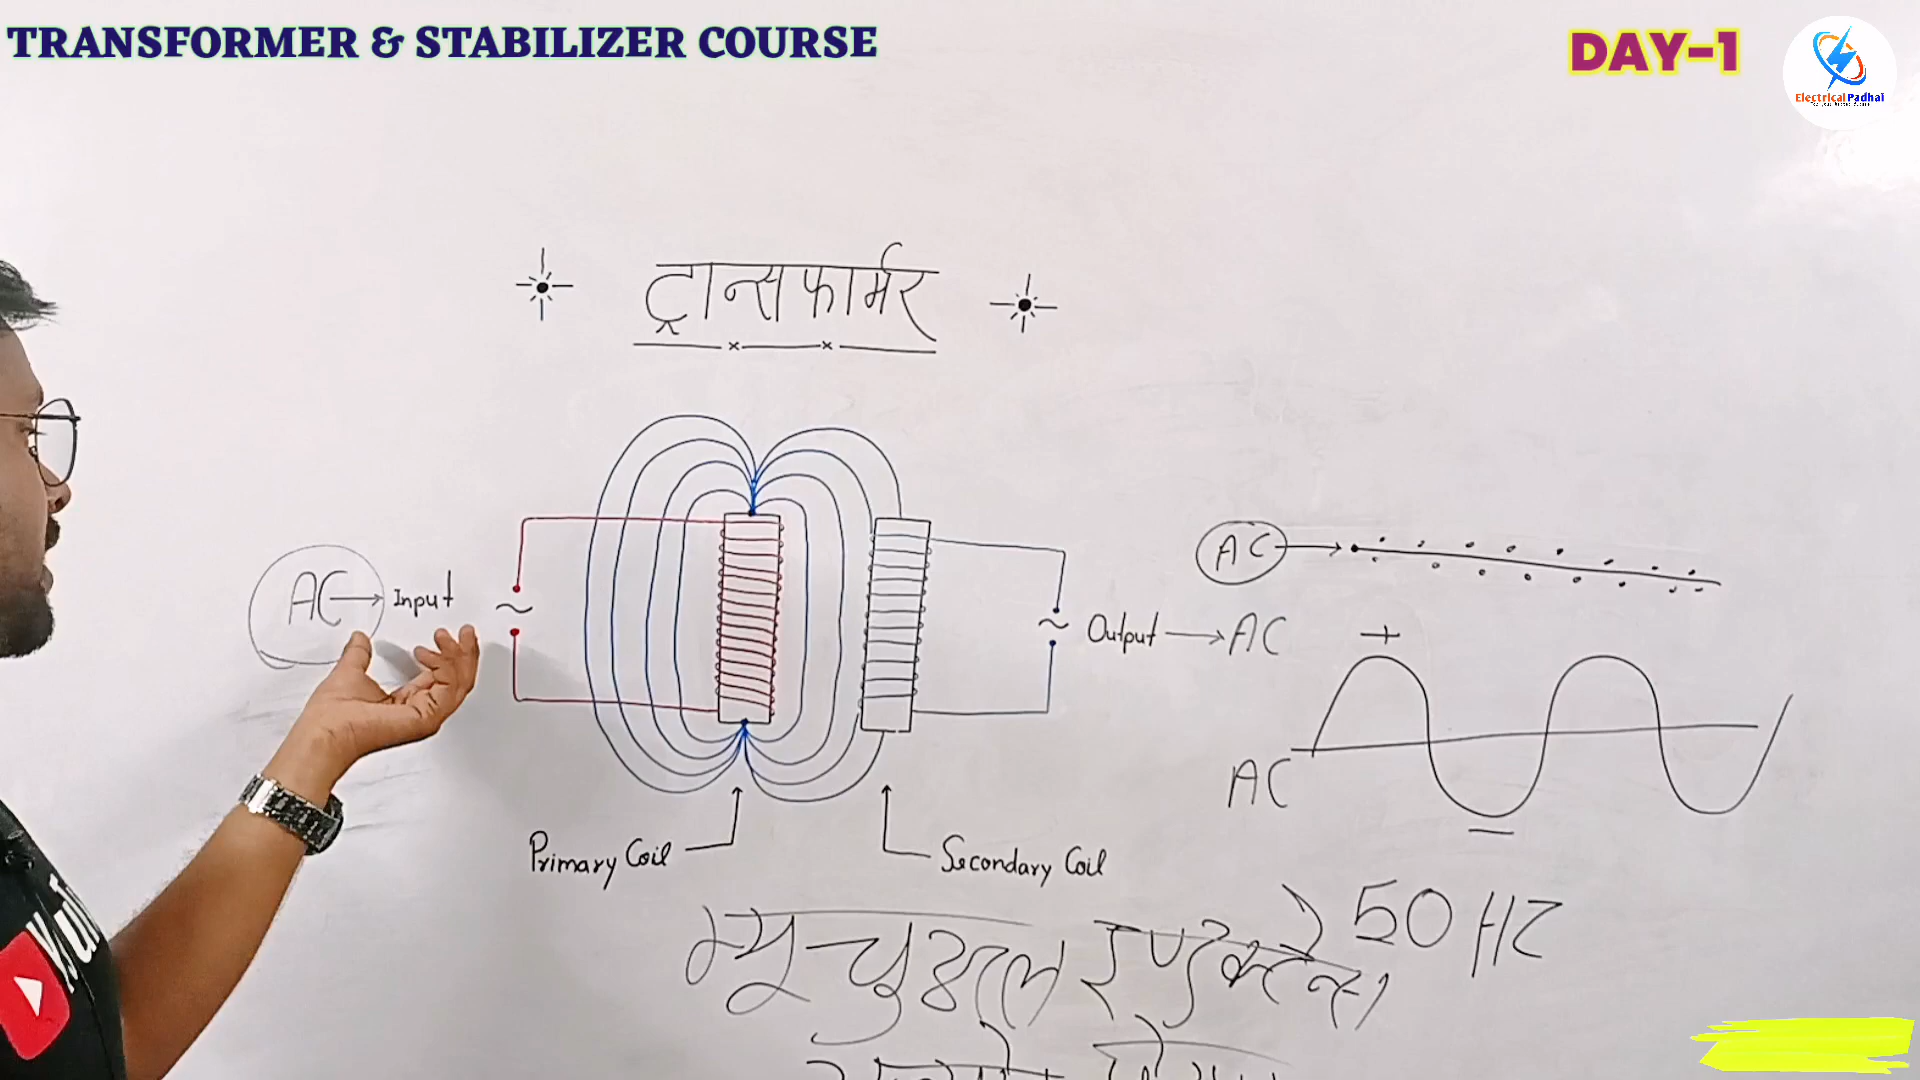 TRANSFORMER & STABILIZER COURSE
DAY-1
ElectricalPadhai
ट्रान्सफार्मर
AC → Input
~
~
Output → AC
AC
+
AC
−
Primary Coil
Secondary Coil
50 HZ
म्यूचुअल इण्डक्टेन्स